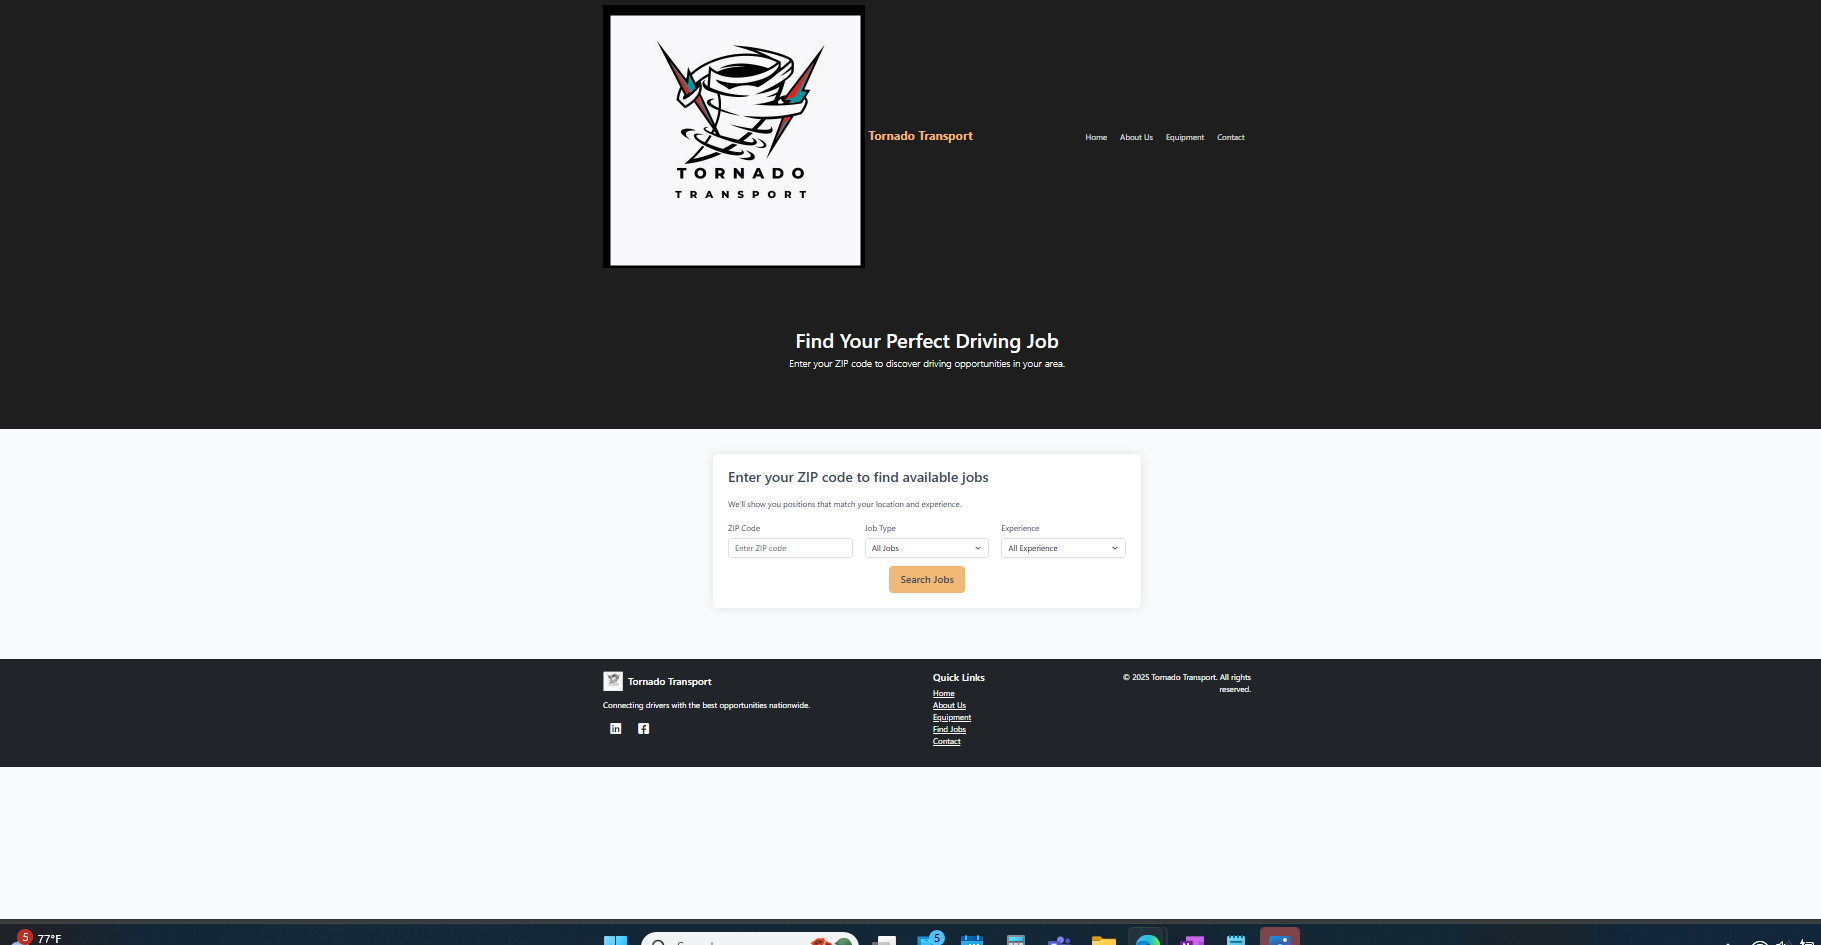 TORNADO
TRANSPORT
Tornado Transport
Home About Us Equipment Contact
Find Your Perfect Driving Job
Enter your ZIP code to discover driving opportunities in your area.
Enter your ZIP code to find available jobs
We'll show you positions that match your location and experience.
ZIP Code Job Type Experience
Enter ZIP code All Jobs All Experience
Search Jobs
Tornado Transport
Connecting drivers with the best opportunities nationwide.
Quick Links
Home
About Us
Equipment
Find Jobs
Contact
© 2025 Tornado Transport. All rights
reserved.
5 77°F
5